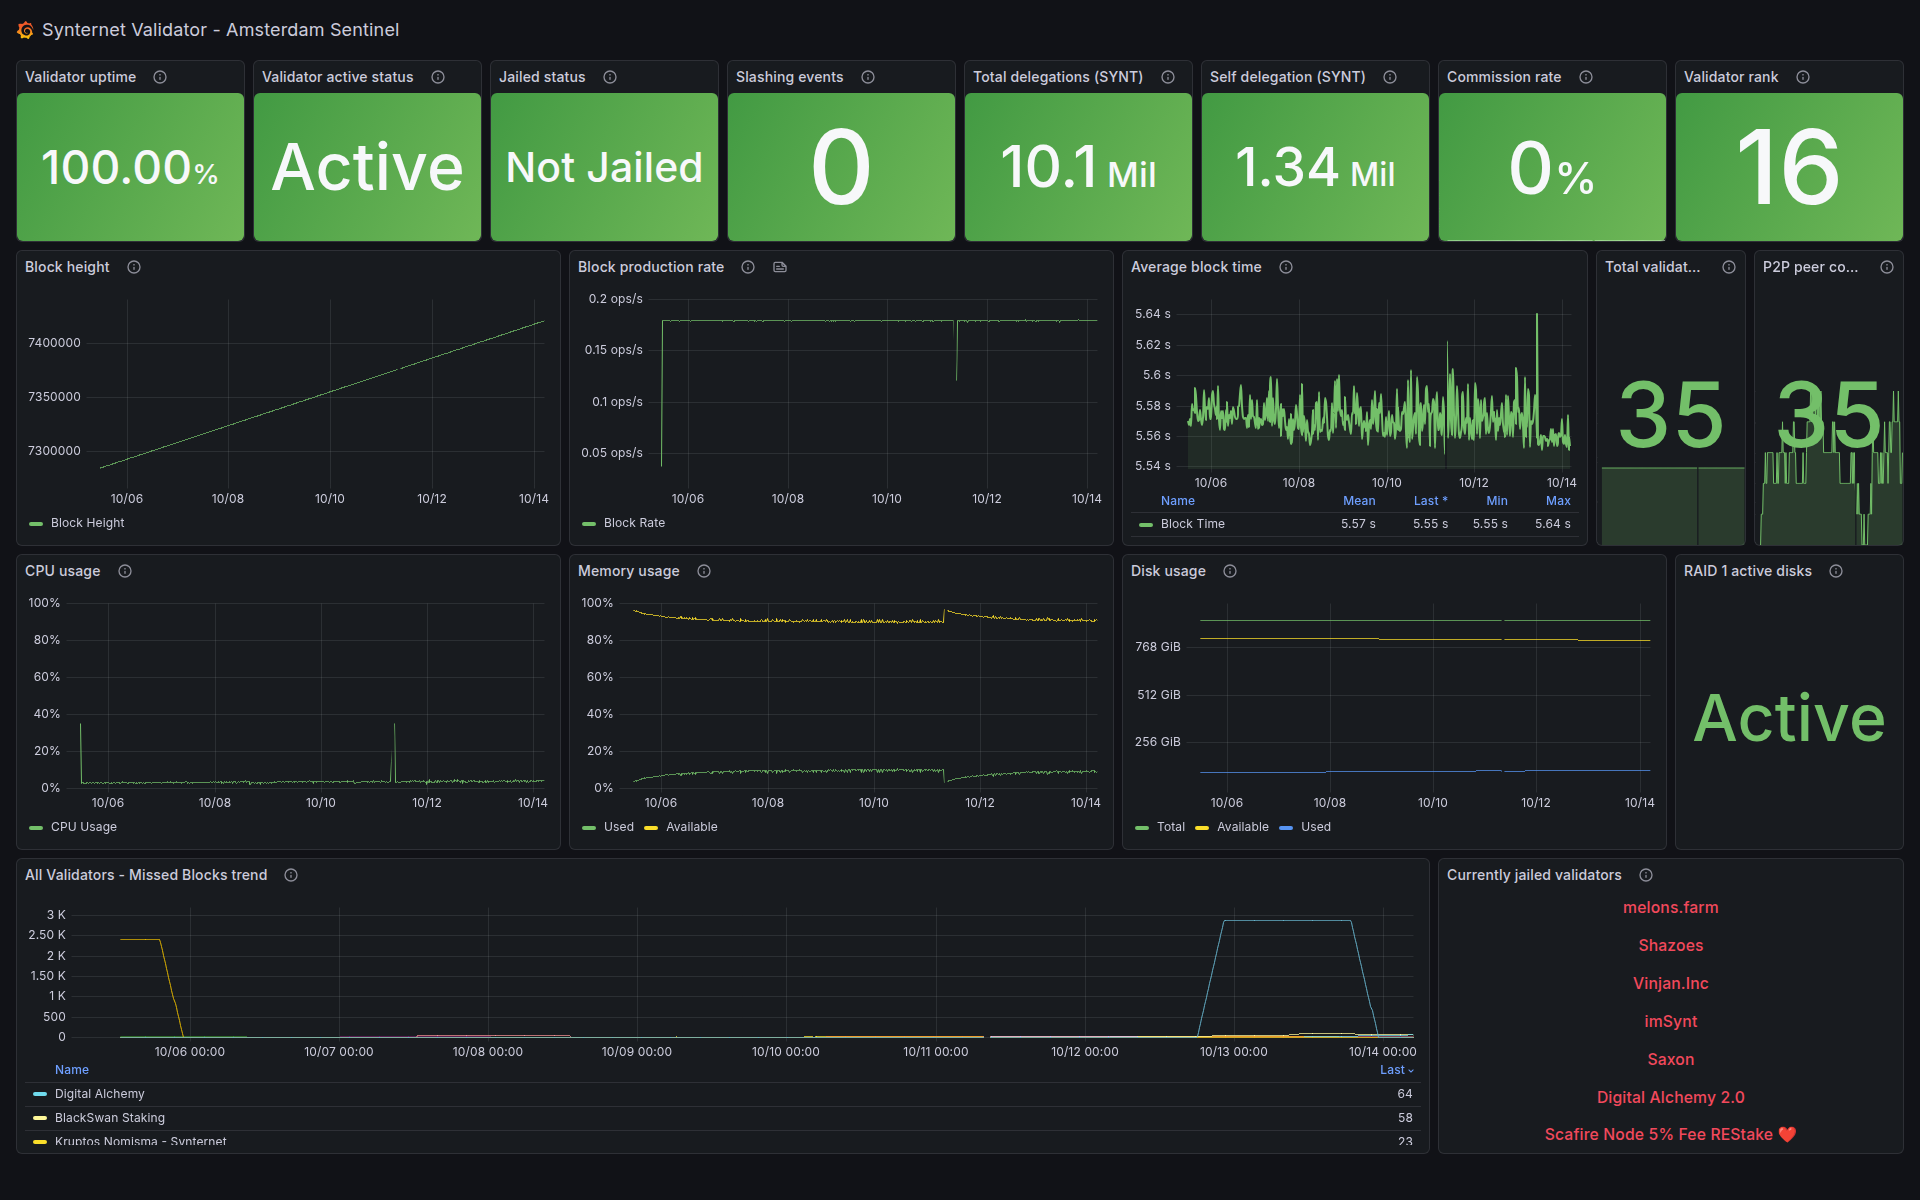 Synternet Validator - Amsterdam Sentinel
Validator uptime
100.00%
Validator active status
Active
Jailed status
Not Jailed
Slashing events
0
Total delegations (SYNT)
10.1 Mil
Self delegation (SYNT)
1.34 Mil
Commission rate
0%
Validator rank
16
Block height
7400000
7350000
7300000
10/06 10/08 10/10 10/12 10/14
Block Height
Block production rate
0.2 ops/s
0.15 ops/s
0.1 ops/s
0.05 ops/s
10/06 10/08 10/10 10/12 10/14
Block Rate
Average block time
5.64 s
5.62 s
5.6 s
5.58 s
5.56 s
5.54 s
10/06 10/08 10/10 10/12 10/14
Name Mean Last * Min Max
Block Time 5.57 s 5.55 s 5.55 s 5.64 s
Total validat...
35
P2P peer co...
35
CPU usage
100%
80%
60%
40%
20%
0%
10/06 10/08 10/10 10/12 10/14
CPU Usage
Memory usage
100%
80%
60%
40%
20%
0%
10/06 10/08 10/10 10/12 10/14
Used Available
Disk usage
768 GiB
512 GiB
256 GiB
10/06 10/08 10/10 10/12 10/14
Total Available Used
RAID 1 active disks
Active
All Validators - Missed Blocks trend
3 K
2.50 K
2 K
1.50 K
1 K
500
0
10/06 00:00 10/07 00:00 10/08 00:00 10/09 00:00 10/10 00:00 10/11 00:00 10/12 00:00 10/13 00:00 10/14 00:00
Name Last
Digital Alchemy 64
BlackSwan Staking 58
Kruptos Nomisma - Synternet 23
Currently jailed validators
melons.farm
Shazoes
Vinjan.Inc
imSynt
Saxon
Digital Alchemy 2.0
Scafire Node 5% Fee REStake ❤️